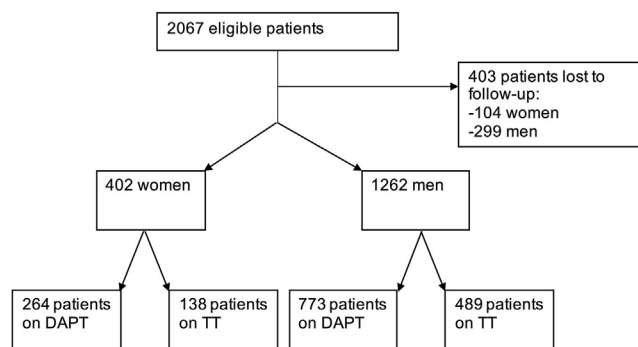 2067 eligible patients
403 patients lost to
follow-up:
-104 women
-299 men
402 women
1262 men
264 patients
on DAPT
138 patients
on TT
773 patients
on DAPT
489 patients
on TT